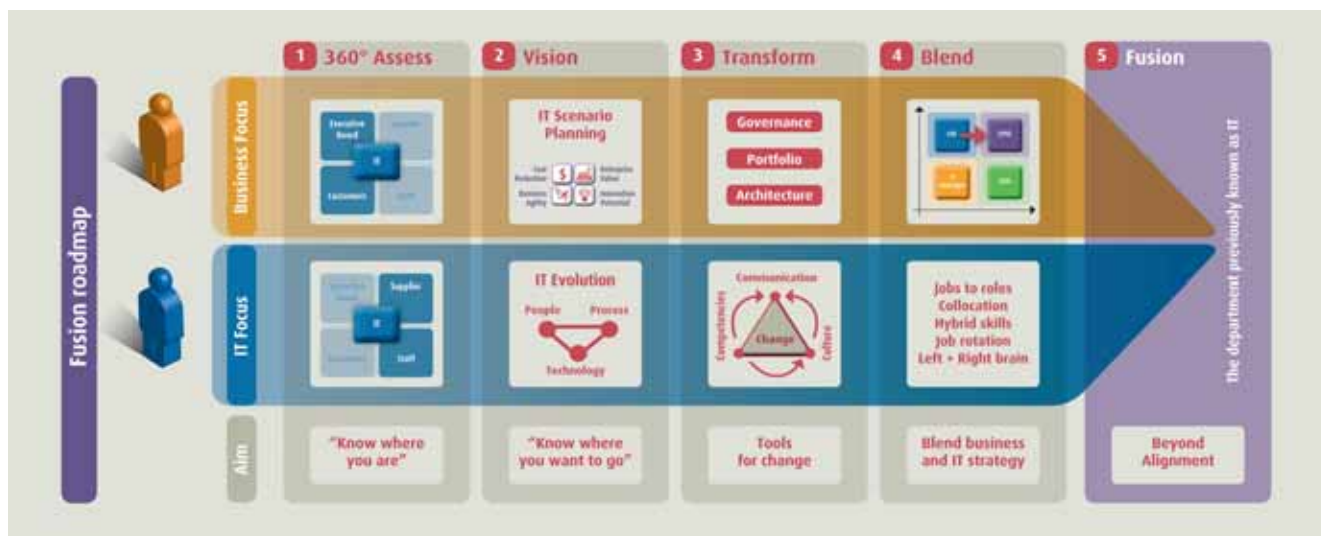 Fusion roadmap
1 360° Assess
2 Vision
3 Transform
4 Blend
5 Fusion
Business Focus
Executive
Board
IT
Customers
IT Scenario
Planning
Cost
Reduction
$
Enterprise
Value
Business
Agility
Innovation
Potential
Governance
Portfolio
Architecture
IT Focus
Supplier
IT
Staff
IT Evolution
People
Process
Technology
Communication
Competencies
Change
Culture
Jobs to roles
Collocation
Hybrid skills
Job rotation
Left + Right brain
the department previously known as IT
Aim
"Know where
you are"
"Know where
you want to go"
Tools
for change
Blend business
and IT strategy
Beyond
Alignment